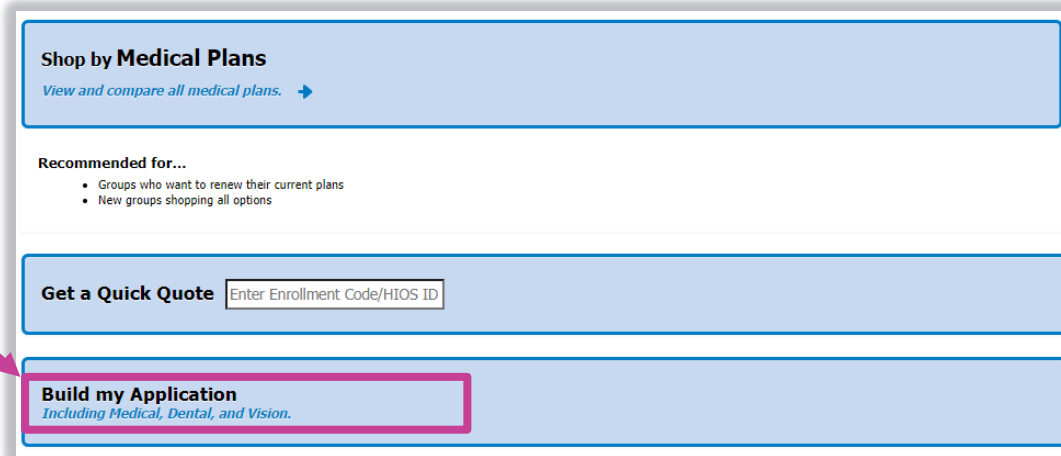 Shop by Medical Plans
View and compare all medical plans.
Recommended for...
Groups who want to renew their current plans
New groups shopping all options
Get a Quick Quote Enter Enrollment Code/HIOS ID
Build my Application
Including Medical, Dental, and Vision.